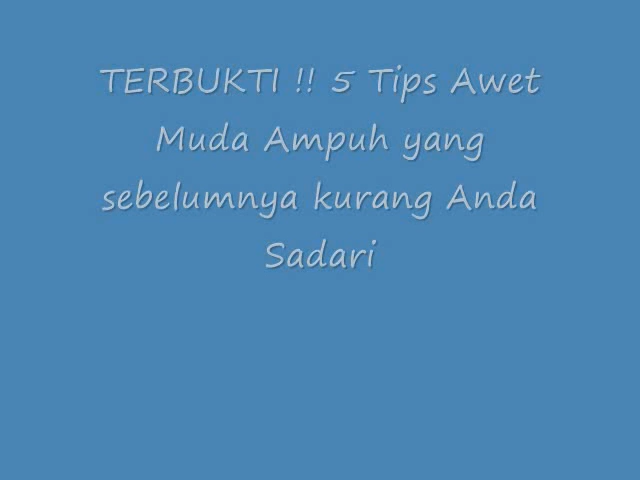 TERBUKTI !! 5 Tips Awet
Muda Ampuh yang
sebelumnya kurang Anda
Sadari